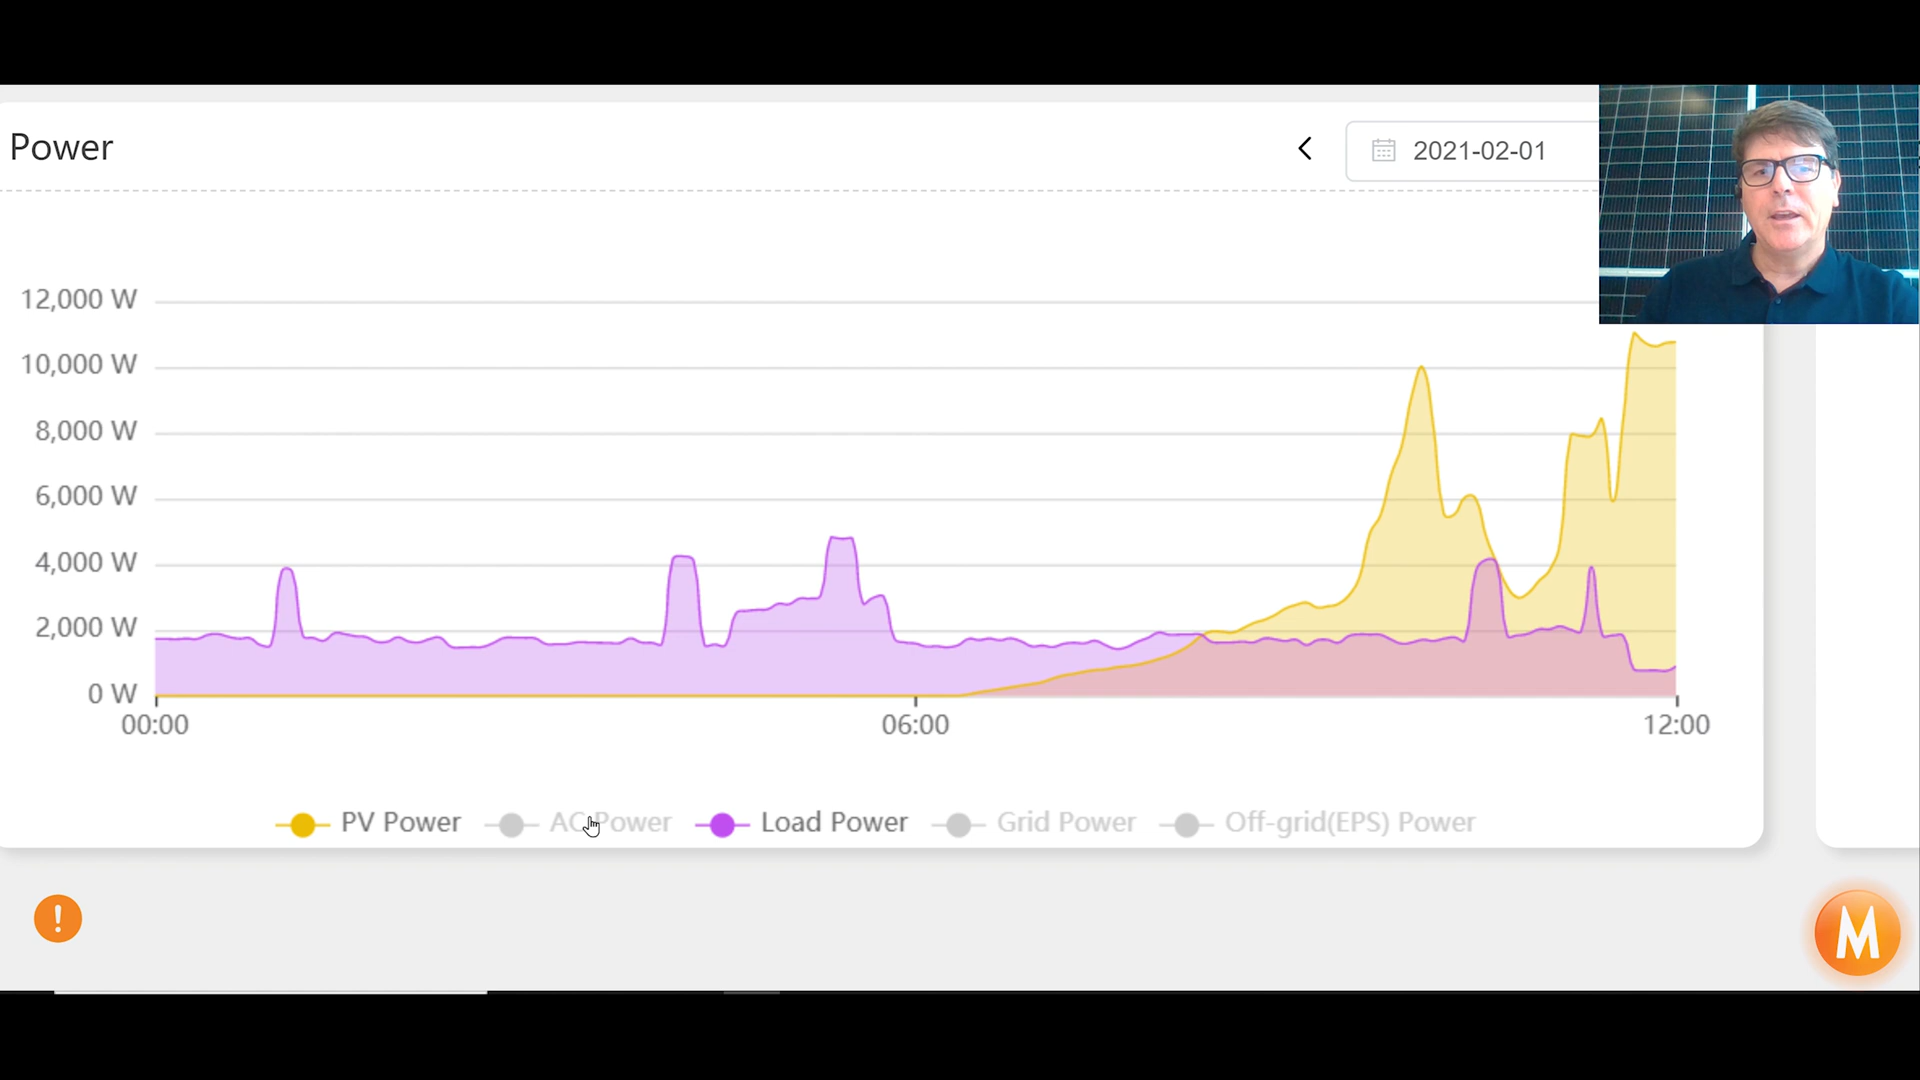 Power
2021-02-01
12,000 W
10,000 W
8,000 W
6,000 W
4,000 W
2,000 W
0 W
00:00 06:00 12:00
PV Power AC Power Load Power Grid Power Off-grid(EPS) Power
!
M